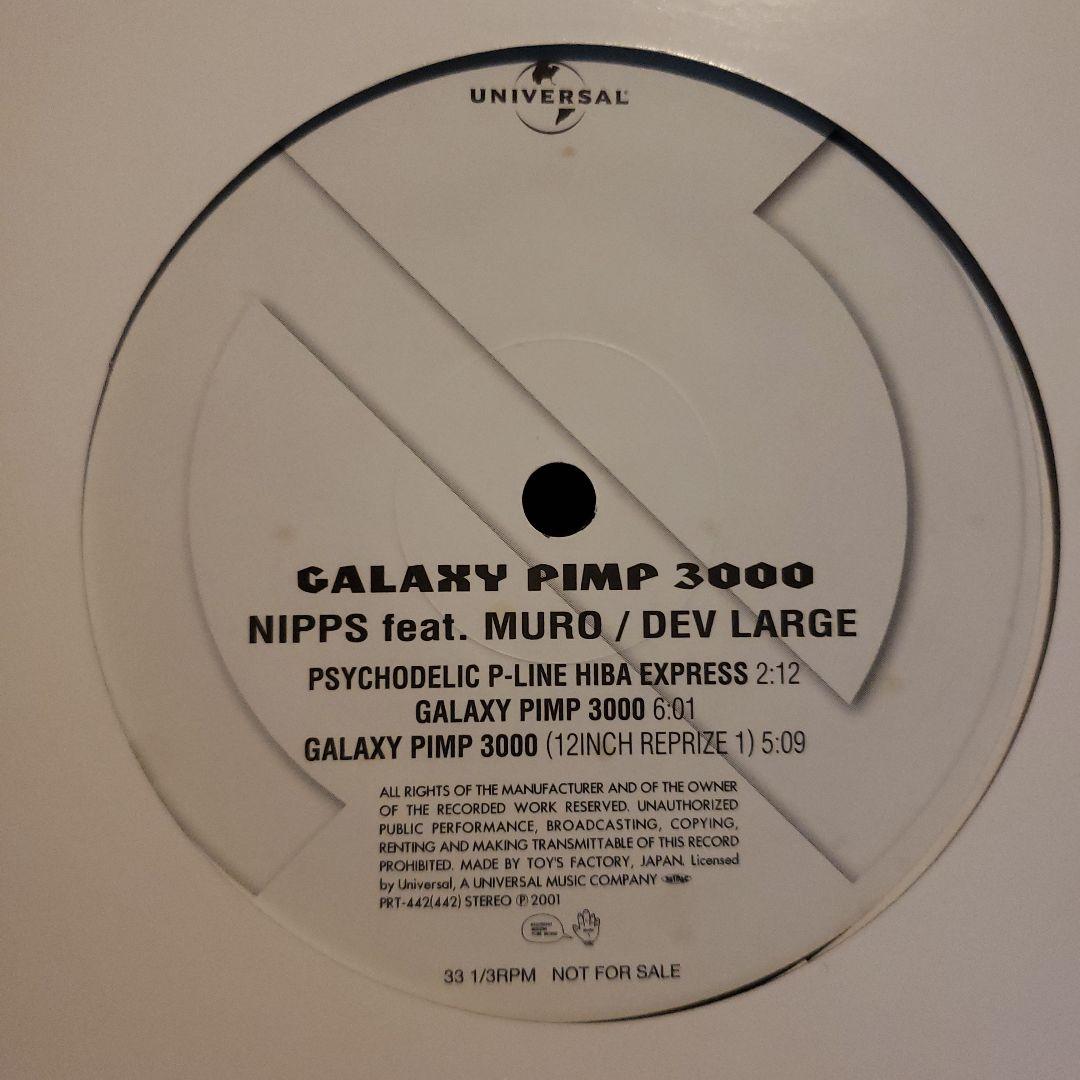 UNIVERSAL
GALAXY PIMP 3000
NIPPS feat. MURO / DEV LARGE
PSYCHODELIC P-LINE HIBA EXPRESS 2:12
GALAXY PIMP 3000 6:01
GALAXY PIMP 3000 (12INCH REPRIZE 1) 5:09
ALL RIGHTS OF THE MANUFACTURER AND OF THE OWNER
OF THE RECORDED WORK RESERVED. UNAUTHORIZED
PUBLIC PERFORMANCE, BROADCASTING, COPYING,
RENTING AND MAKING TRANSMITTABLE OF THIS RECORD
PROHIBITED. MADE BY TOY'S FACTORY, JAPAN. Licensed
by Universal, A UNIVERSAL MUSIC COMPANY
PRT-442(442) STEREO Ⓟ 2001
33 1/3RPM NOT FOR SALE